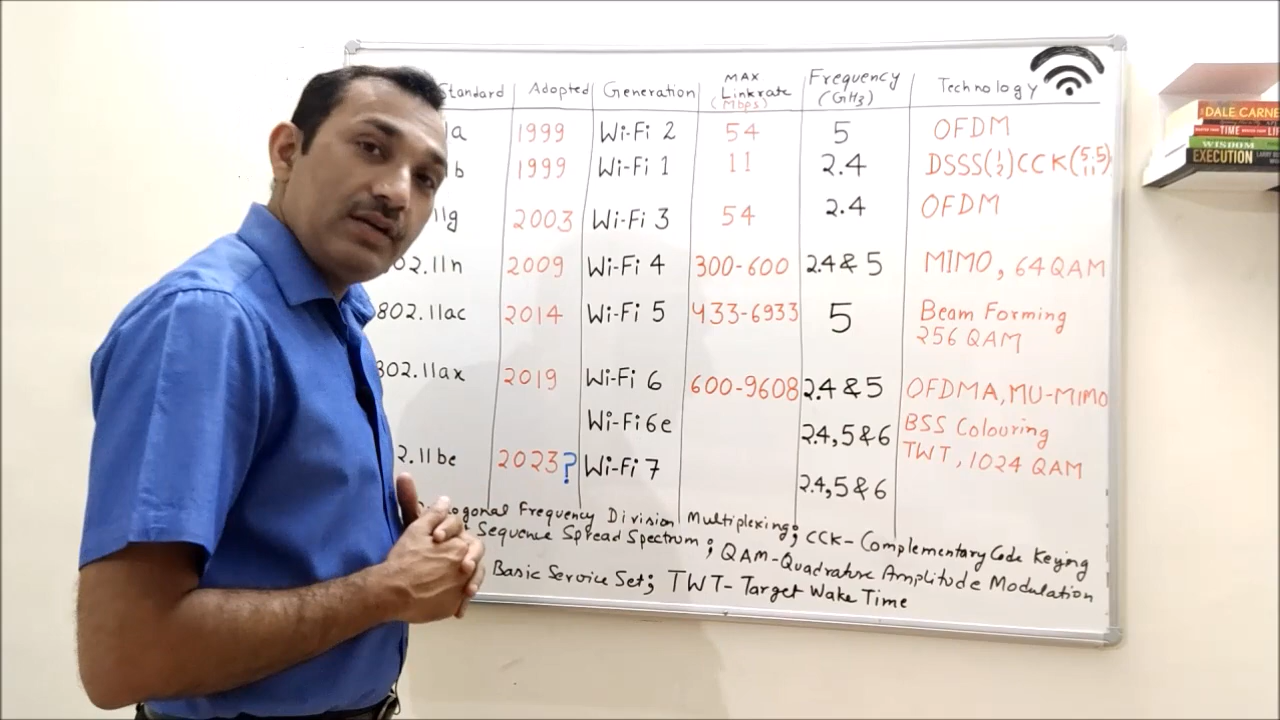 Standard Adopted Generation MAX Linkrate (Mbps) Frequency (GHz) Technology
a 1999 Wi-Fi 2 54 5 OFDM
b 1999 Wi-Fi 1 11 2.4 DSSS(1/2)CCK(5.5/11)
11g 2003 Wi-Fi 3 54 2.4 OFDM
02.11n 2009 Wi-Fi 4 300-600 2.4 & 5 MIMO, 64 QAM
802.11ac 2014 Wi-Fi 5 433-6933 5 Beam Forming
256 QAM
802.11ax 2019 Wi-Fi 6 600-9608 2.4 & 5 OFDMA, MU-MIMO
Wi-Fi 6e 2.4, 5 & 6 BSS Colouring
2.11be 2023? Wi-Fi 7 TWT, 1024 QAM
2.4, 5 & 6
ogonal Frequency Division Multiplexing; CCK- Complementary Code Keying
Sequence Spread Spectrum; QAM-Quadrature Amplitude Modulation
Basic Service Set; TWT- Target Wake Time
DALE CARNE
TIME
WISDOM
EXECUTION